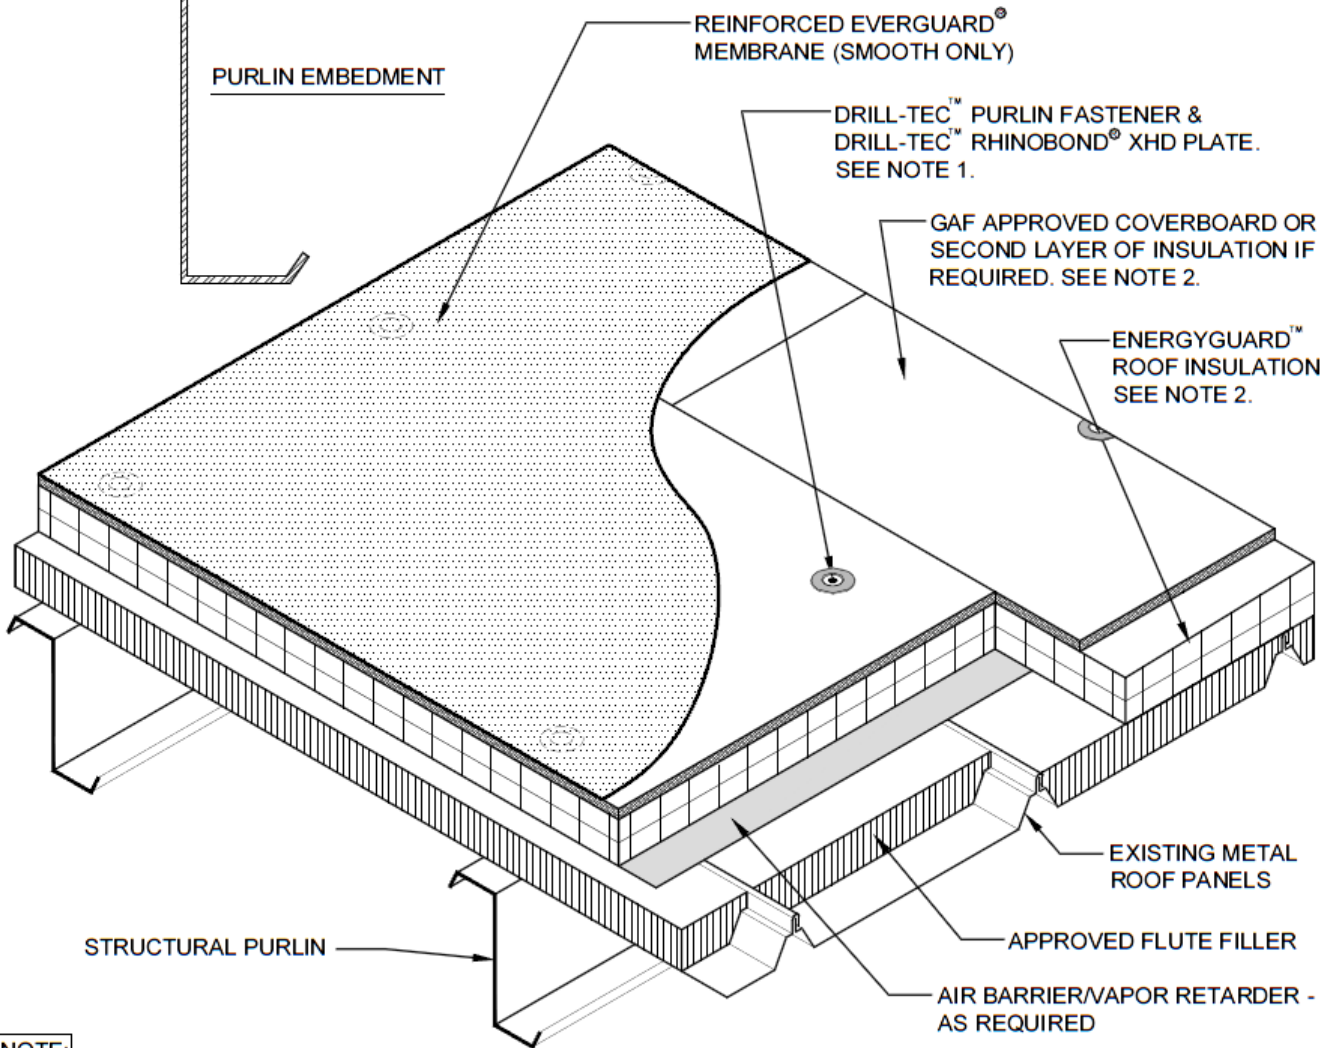 PURLIN EMBEDMENT
REINFORCED EVERGUARD®
MEMBRANE (SMOOTH ONLY)
DRILL-TEC™ PURLIN FASTENER &
DRILL-TEC™ RHINOBOND® XHD PLATE.
SEE NOTE 1.
GAF APPROVED COVERBOARD OR
SECOND LAYER OF INSULATION IF
REQUIRED. SEE NOTE 2.
ENERGYGUARD™
ROOF INSULATION
SEE NOTE 2.
EXISTING METAL
ROOF PANELS
APPROVED FLUTE FILLER
STRUCTURAL PURLIN
AIR BARRIER/VAPOR RETARDER -
AS REQUIRED
NOTE: